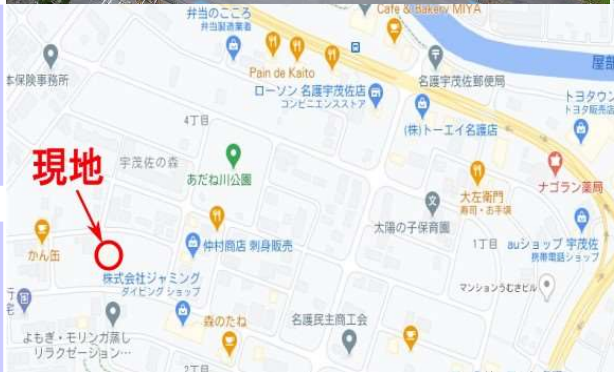 弁当のこころ
弁当製造業者
Cafe & Bakery MIYA
Pain de Kaito
ローソン 名護宇茂佐店
コンビニエンスストア
名護宇茂佐郵便局
屋部
本保険事務所
トヨタウン
トヨタ販売店
4丁目
(株)トーエイ名護店
現地
宇茂佐の森
あだね川公園
大左衛門
寿司・お手頃
ナゴラン薬局
太陽の子保育園
かん缶
仲村商店 刺身販売
1丁目
auショップ 宇茂佐
携帯電話ショップ
株式会社ジャミング
ダイビング ショップ
マンションうむさビル
行
宅
よもぎ・モリンガ蒸し
リラクゼーション…
森のたね
名護民主商工会
2丁目